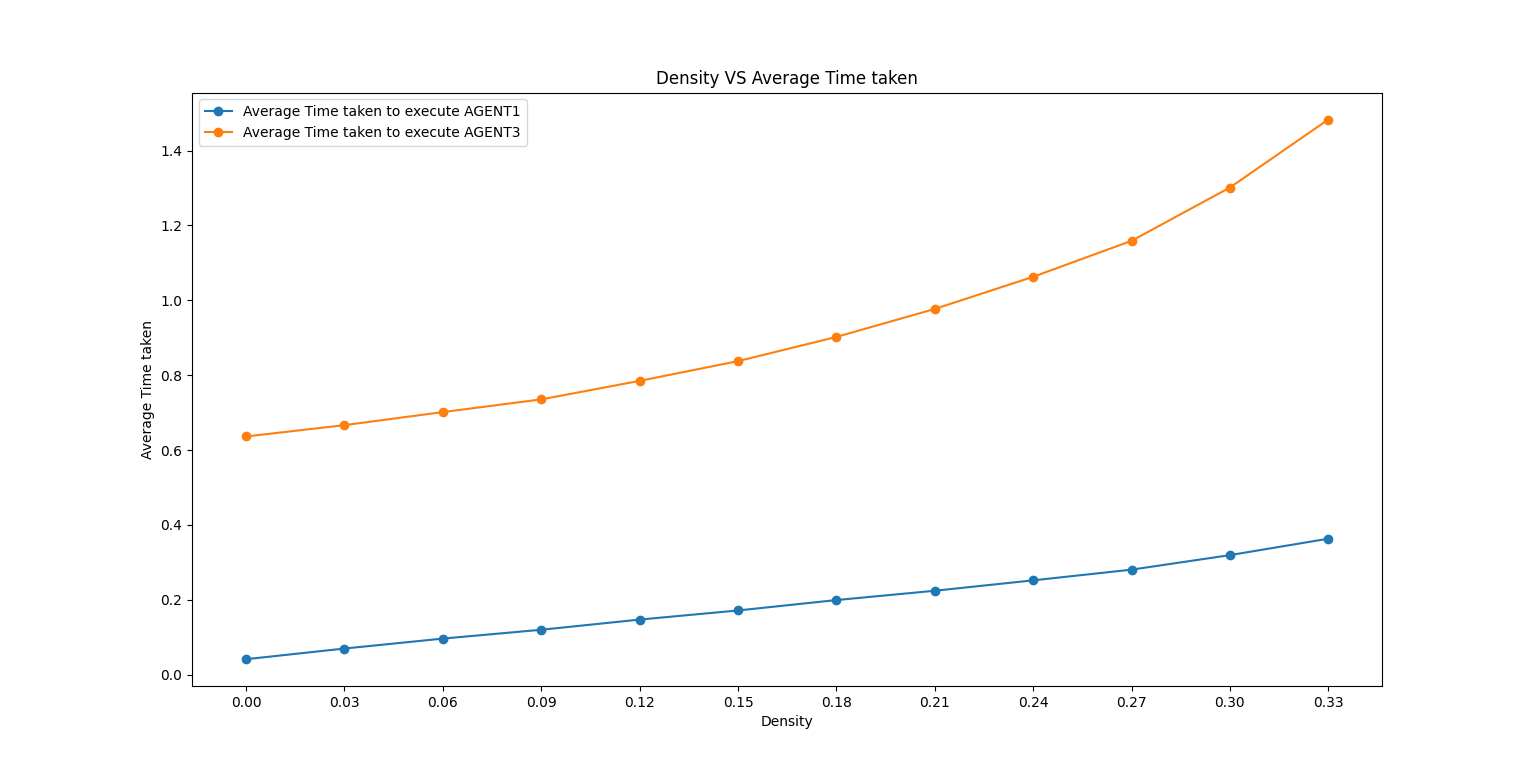 Density VS Average Time taken
Average Time taken to execute AGENT1
Average Time taken to execute AGENT3
Average Time taken
1.4
1.2
1.0
0.8
0.6
0.4
0.2
0.0
0.00 0.03 0.06 0.09 0.12 0.15 0.18 0.21 0.24 0.27 0.30 0.33
Density